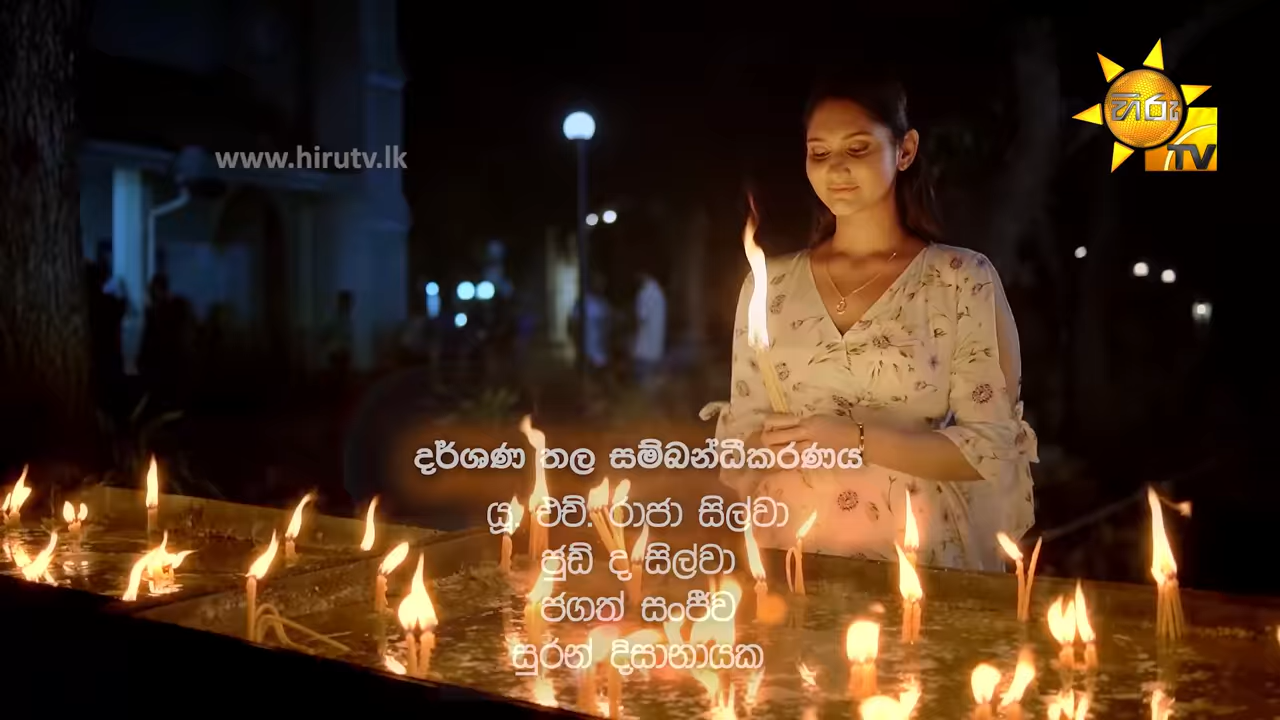 www.hirutv.lk
හිරු
TV
දර්ශණ තල සම්බන්ධීකරණය
යූ. එච්. රාජා සිල්වා
ජුඩ් ද සිල්වා
ජගත් සංජීව
සුරන් දිසානායක